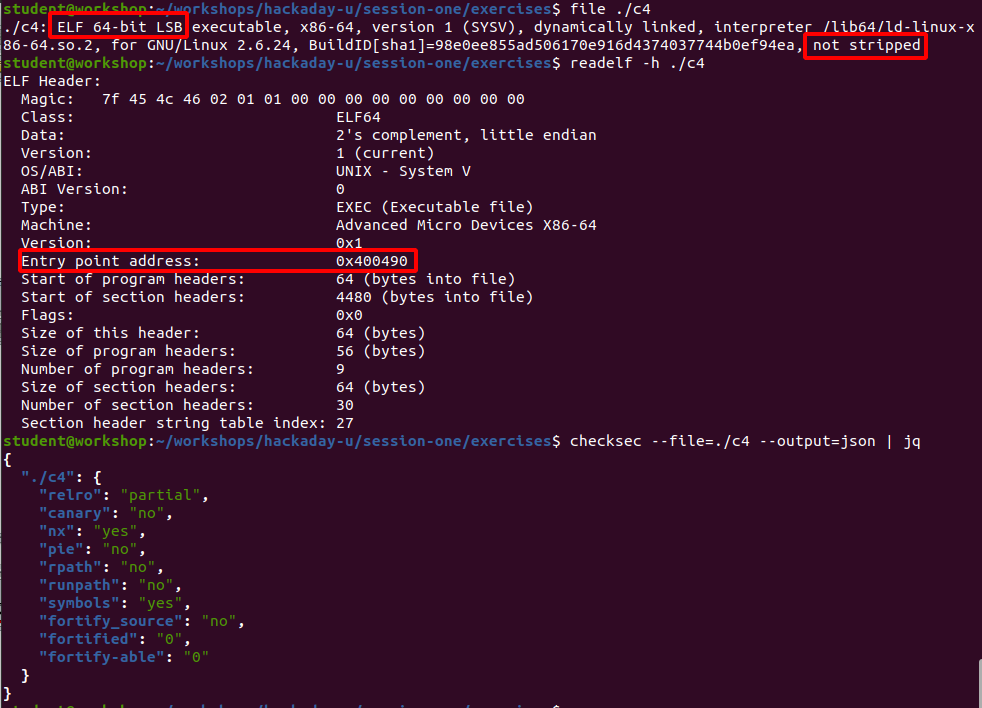 student@workshop:~/workshops/hackaday-u/session-one/exercises$ file ./c4
./c4: ELF 64-bit LSB executable, x86-64, version 1 (SYSV), dynamically linked, interpreter /lib64/ld-linux-x
86-64.so.2, for GNU/Linux 2.6.24, BuildID[sha1]=98e0ee855ad506170e916d4374037744b0ef94ea, not stripped
student@workshop:~/workshops/hackaday-u/session-one/exercises$ readelf -h ./c4
ELF Header:
  Magic:   7f 45 4c 46 02 01 01 00 00 00 00 00 00 00 00 00
  Class:                             ELF64
  Data:                              2's complement, little endian
  Version:                           1 (current)
  OS/ABI:                            UNIX - System V
  ABI Version:                       0
  Type:                              EXEC (Executable file)
  Machine:                           Advanced Micro Devices X86-64
  Version:                           0x1
  Entry point address:               0x400490
  Start of program headers:          64 (bytes into file)
  Start of section headers:          4480 (bytes into file)
  Flags:                             0x0
  Size of this header:               64 (bytes)
  Size of program headers:           56 (bytes)
  Number of program headers:         9
  Size of section headers:           64 (bytes)
  Number of section headers:         30
  Section header string table index: 27
student@workshop:~/workshops/hackaday-u/session-one/exercises$ checksec --file=./c4 --output=json | jq
{
  "./c4": {
    "relro": "partial",
    "canary": "no",
    "nx": "yes",
    "pie": "no",
    "rpath": "no",
    "runpath": "no",
    "symbols": "yes",
    "fortify_source": "no",
    "fortified": "0",
    "fortify-able": "0"
  }
}